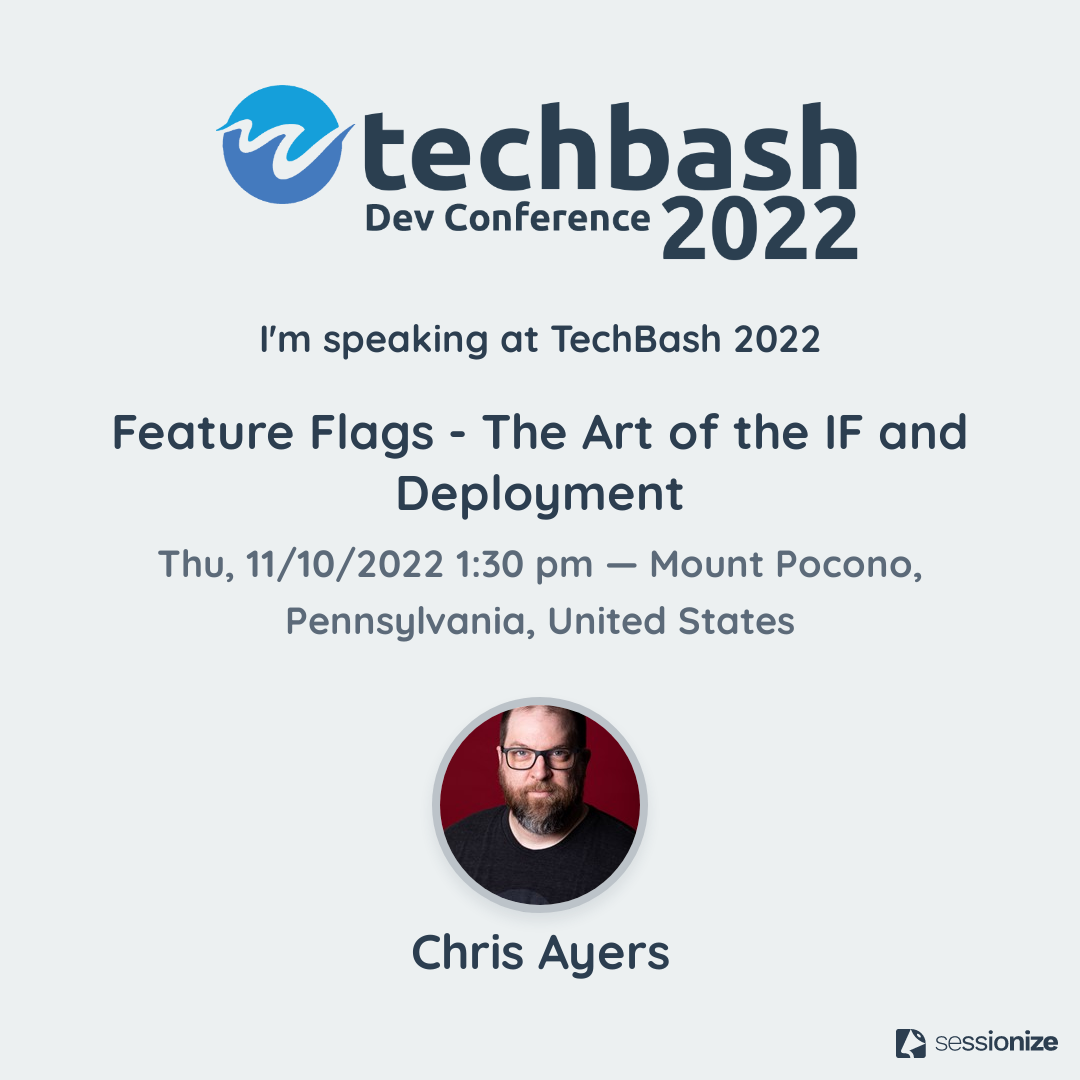 techbash
Dev Conference 2022
I'm speaking at TechBash 2022
Feature Flags - The Art of the IF and
Deployment
Thu, 11/10/2022 1:30 pm — Mount Pocono,
Pennsylvania, United States
Chris Ayers
sessionize